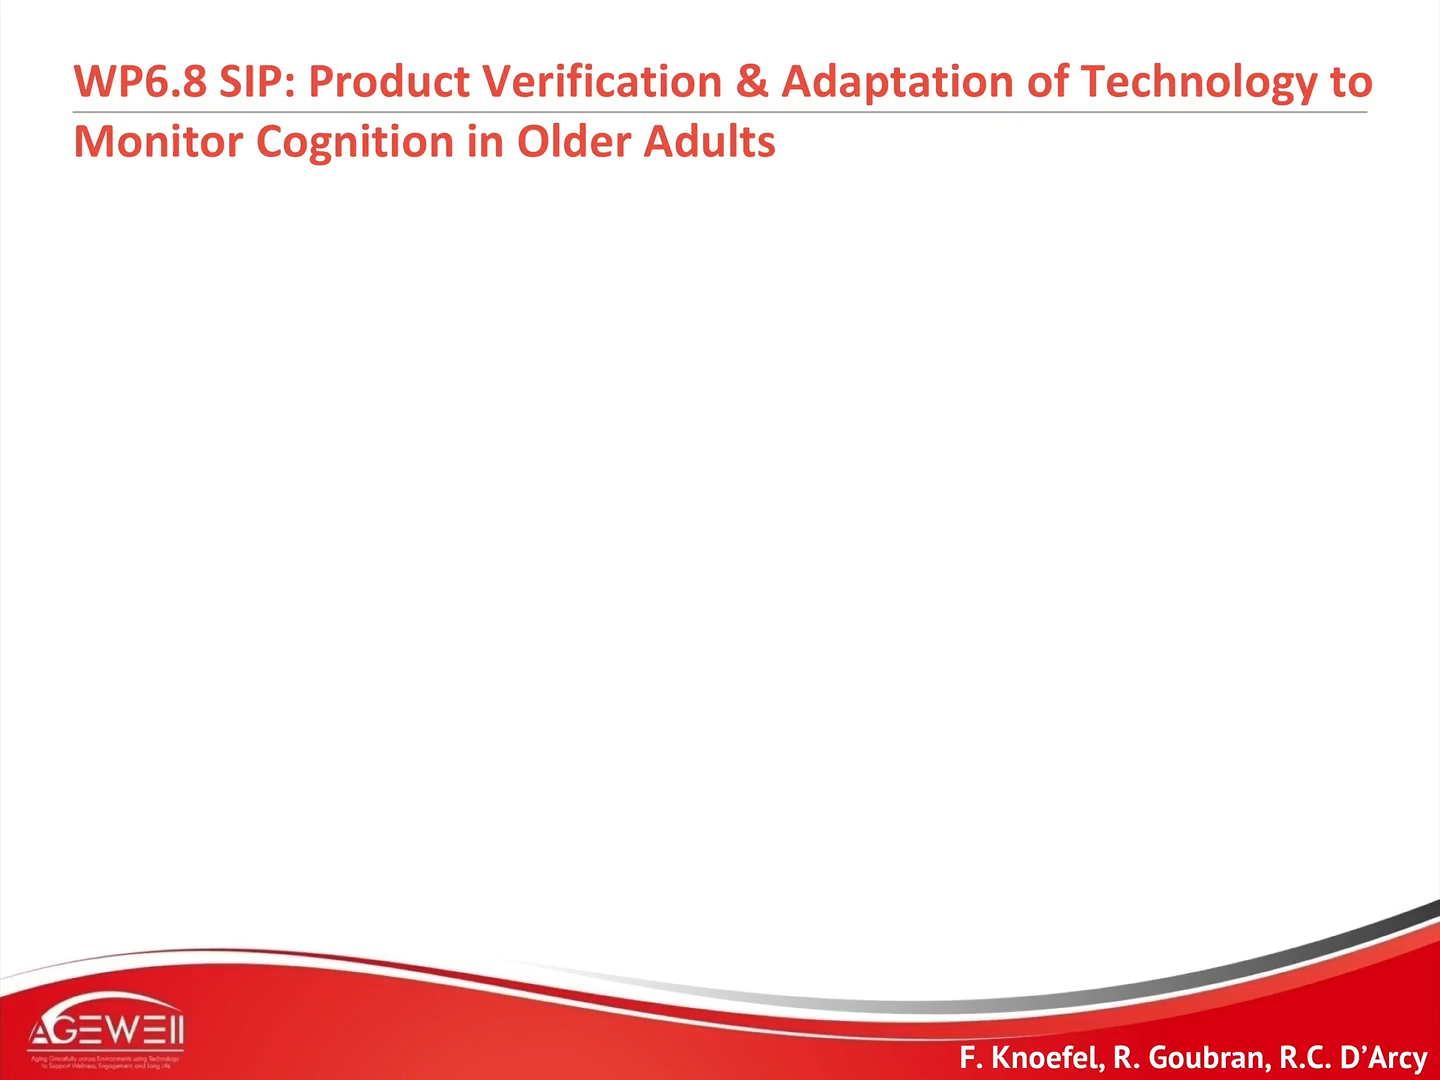 WP6.8 SIP: Product Verification & Adaptation of Technology to
Monitor Cognition in Older Adults
AGEWEll
Aging Gracefully across Environments using Technology
to Support Wellness, Engagement and Long Life
F. Knoefel, R. Goubran, R.C. D’Arcy